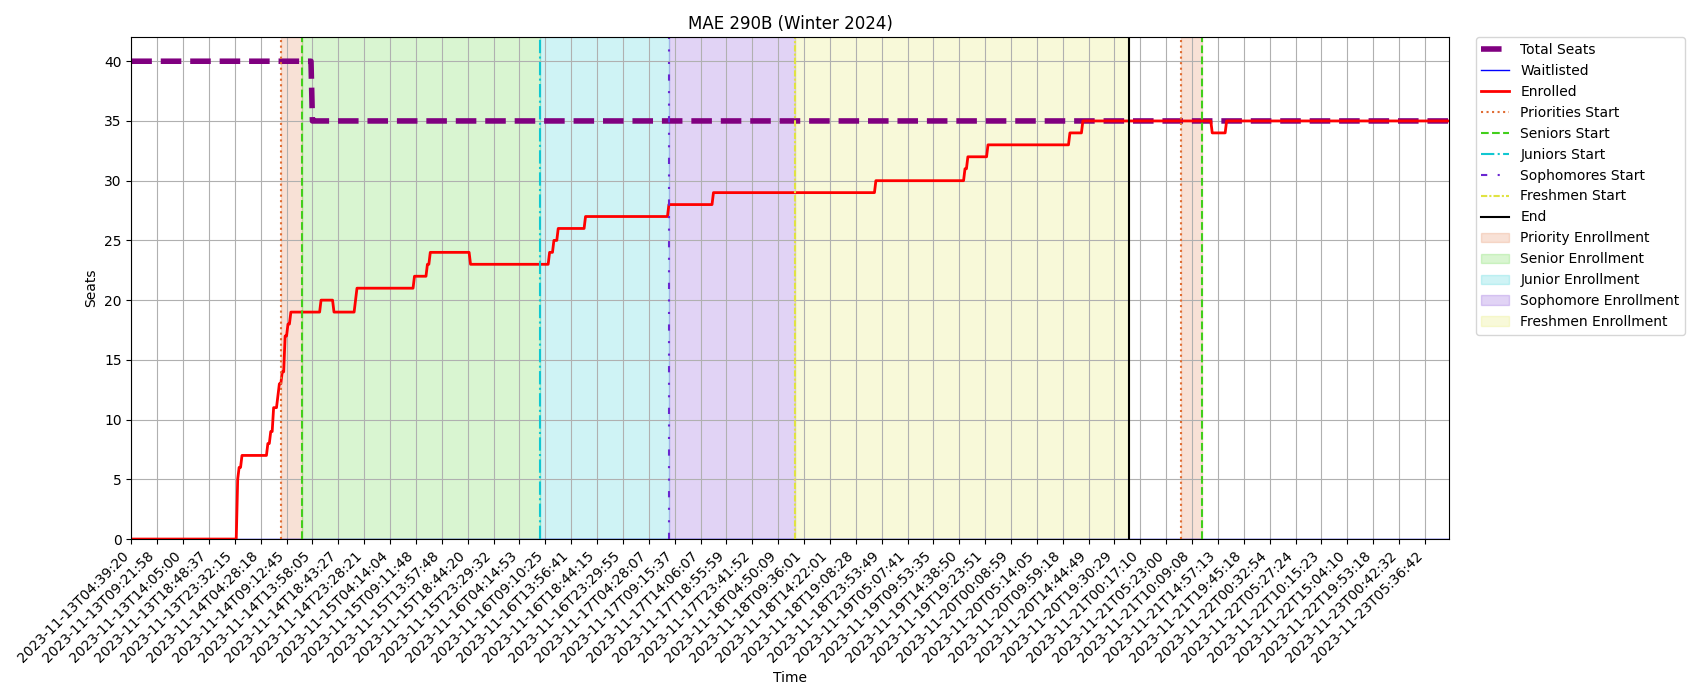 MAE 290B (Winter 2024)
Seats
40
35
30
25
20
15
10
5
0
2023-11-13T04:39:20
2023-11-13T09:21:58
2023-11-13T14:05:00
2023-11-13T18:48:37
2023-11-13T23:32:15
2023-11-14T04:28:18
2023-11-14T09:12:45
2023-11-14T13:58:05
2023-11-14T18:43:27
2023-11-14T23:28:21
2023-11-15T04:14:04
2023-11-15T09:11:48
2023-11-15T13:57:48
2023-11-15T18:44:20
2023-11-15T23:29:32
2023-11-16T04:14:53
2023-11-16T09:10:25
2023-11-16T13:56:41
2023-11-16T18:44:15
2023-11-16T23:29:55
2023-11-17T04:28:07
2023-11-17T09:15:37
2023-11-17T14:06:07
2023-11-17T18:55:59
2023-11-17T23:41:52
2023-11-18T04:50:09
2023-11-18T09:36:01
2023-11-18T14:22:01
2023-11-18T19:08:28
2023-11-18T23:53:49
2023-11-19T05:07:41
2023-11-19T09:53:35
2023-11-19T14:38:50
2023-11-19T19:23:51
2023-11-20T00:08:59
2023-11-20T05:14:05
2023-11-20T09:59:18
2023-11-20T14:44:49
2023-11-20T19:30:29
2023-11-21T00:17:10
2023-11-21T05:23:00
2023-11-21T10:09:08
2023-11-21T14:57:13
2023-11-21T19:45:18
2023-11-22T00:32:54
2023-11-22T05:27:24
2023-11-22T10:15:23
2023-11-22T15:04:10
2023-11-22T19:53:18
2023-11-23T00:42:32
2023-11-23T05:36:42
Time
Total Seats
Waitlisted
Enrolled
Priorities Start
Seniors Start
Juniors Start
Sophomores Start
Freshmen Start
End
Priority Enrollment
Senior Enrollment
Junior Enrollment
Sophomore Enrollment
Freshmen Enrollment